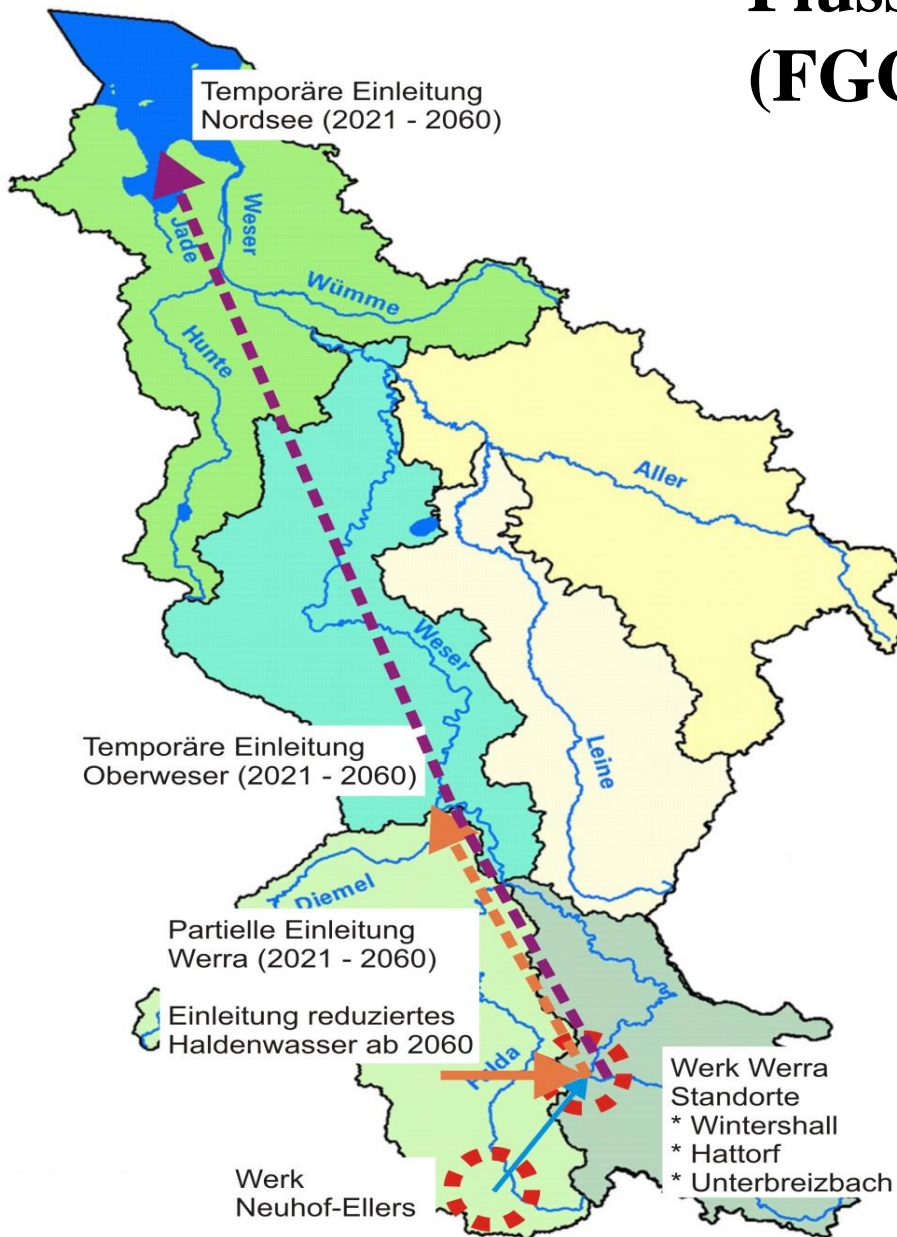 (FG
Temporäre Einleitung
Nordsee (2021 - 2060)
Jade
Weser
Wümme
Hunte
Aller
Weser
Leine
Temporäre Einleitung
Oberweser (2021 - 2060)
Diemel
Partielle Einleitung
Werra (2021 - 2060)
Einleitung reduziertes
Haldenwasser ab 2060
Fulda
Werk Werra
Standorte
* Wintershall
* Hattorf
* Unterbreizbach
Werk
Neuhof-Ellers